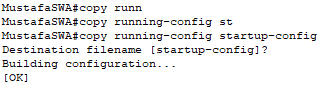 MustafaSWA#copy runn
MustafaSWA#copy running-config st
MustafaSWA#copy running-config startup-config
Destination filename [startup-config]?
Building configuration...
[OK]